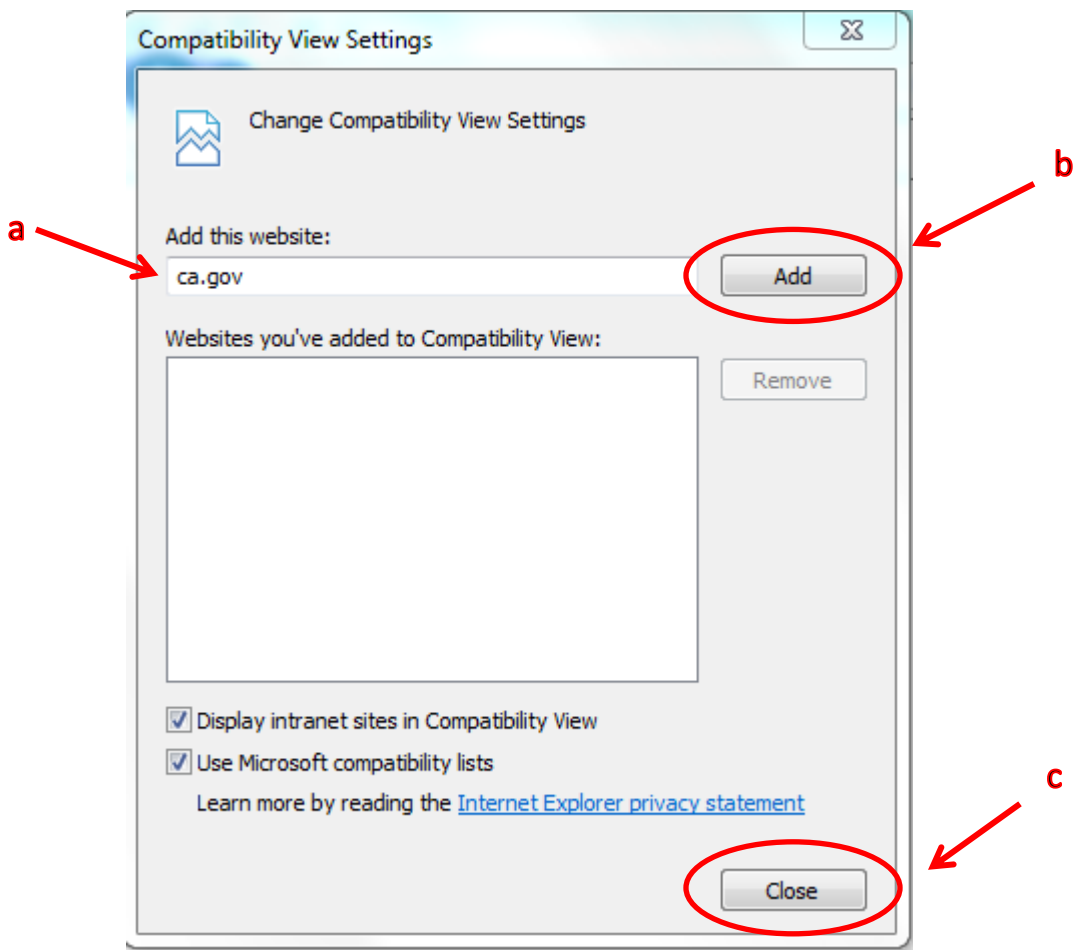 Compatibility View Settings
Change Compatibility View Settings
b
a
Add this website:
ca.gov
Add
Websites you've added to Compatibility View:
Remove
Display intranet sites in Compatibility View
Use Microsoft compatibility lists
Learn more by reading the Internet Explorer privacy statement
c
Close